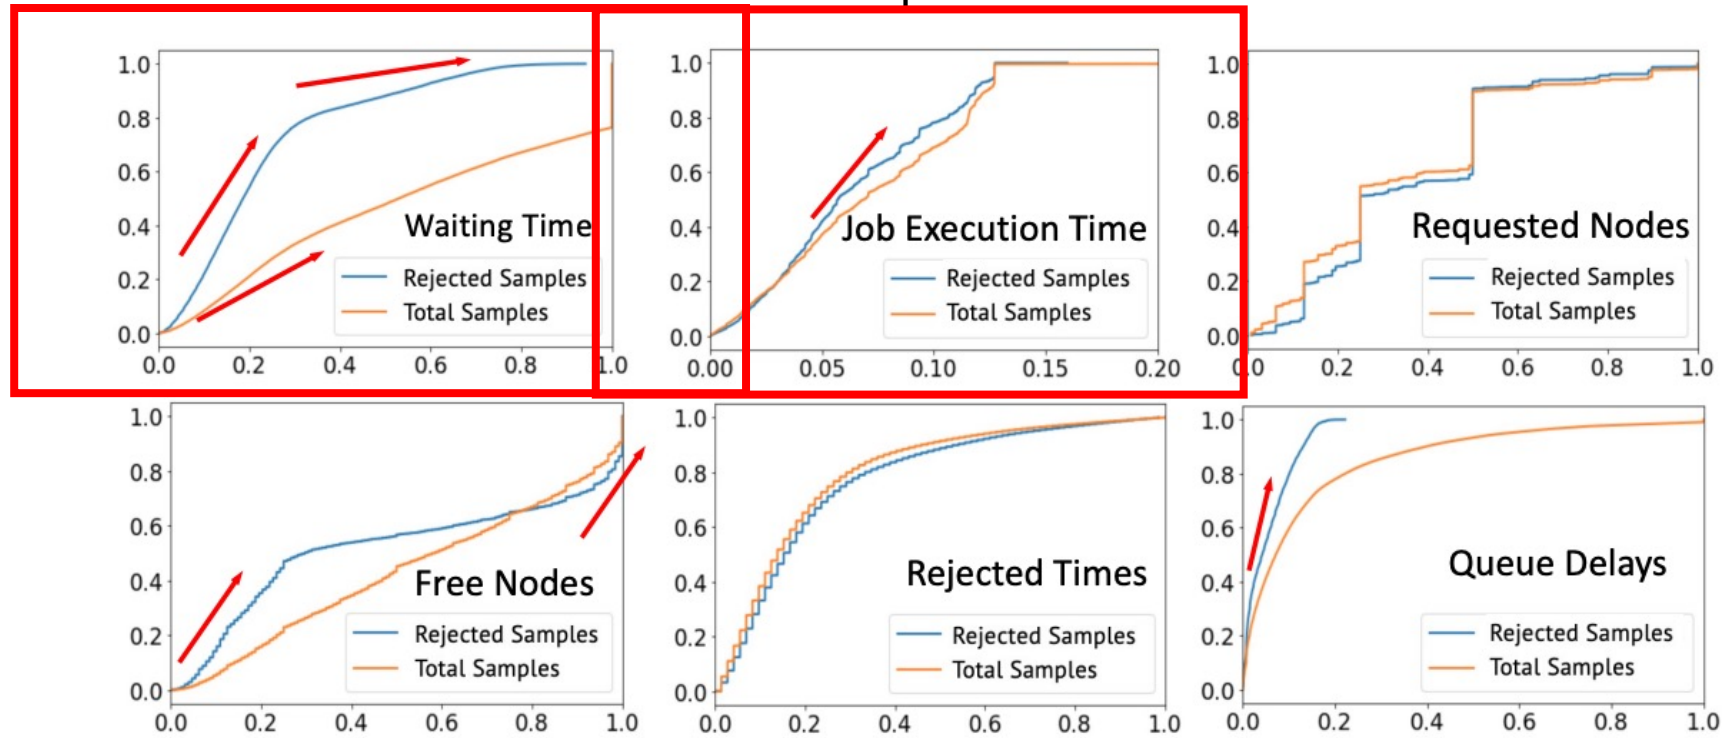 1.0
0.8
0.6
0.4
0.2
0.0
Waiting Time
Rejected Samples
Total Samples
0.0 0.2 0.4 0.6 0.8 1.0
1.0
0.8
0.6
0.4
0.2
0.0
Job Execution Time
Rejected Samples
Total Samples
0.00 0.05 0.10 0.15 0.20
1.0
0.8
0.6
0.4
0.2
0.0
Requested Nodes
Rejected Samples
Total Samples
0.0 0.2 0.4 0.6 0.8 1.0
1.0
0.8
0.6
0.4
0.2
0.0
Free Nodes
Rejected Samples
Total Samples
0.0 0.2 0.4 0.6 0.8 1.0
1.0
0.8
0.6
0.4
0.2
0.0
Rejected Times
Rejected Samples
Total Samples
0.0 0.2 0.4 0.6 0.8 1.0
1.0
0.8
0.6
0.4
0.2
0.0
Queue Delays
Rejected Samples
Total Samples
0.0 0.2 0.4 0.6 0.8 1.0